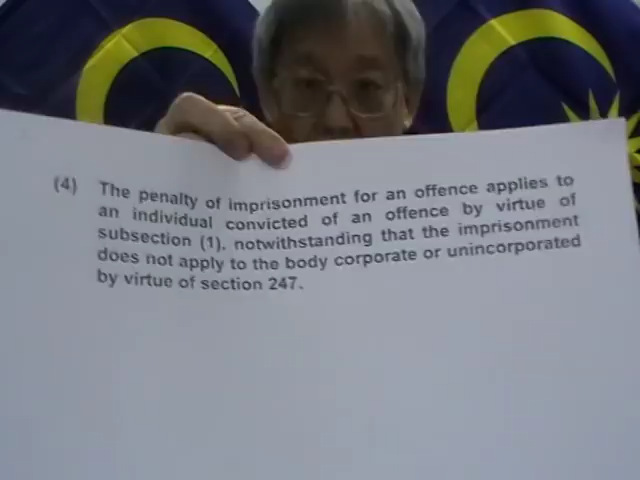 (4) The penalty of imprisonment for an offence applies to
an individual convicted of an offence by virtue of
subsection (1), notwithstanding that the imprisonment
does not apply to the body corporate or unincorporated
by virtue of section 247.